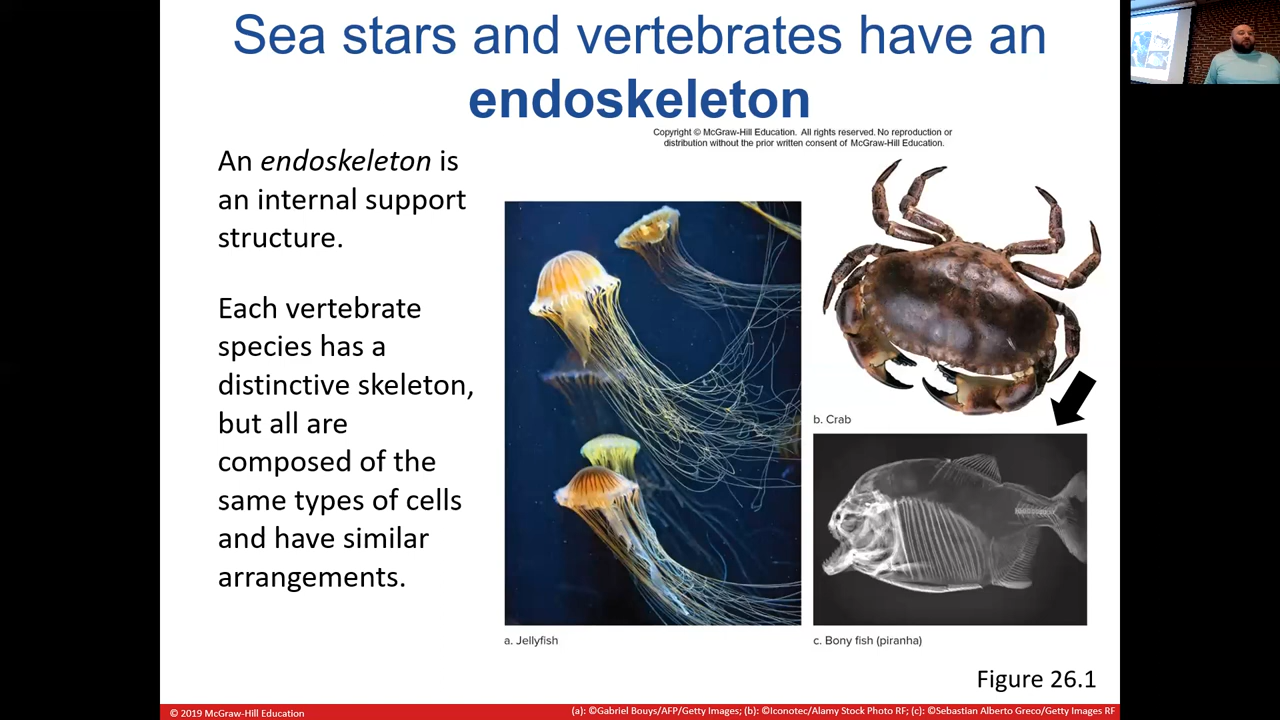 Sea stars and vertebrates have an
endoskeleton
Copyright © McGraw-Hill Education. All rights reserved. No reproduction or
distribution without the prior written consent of McGraw-Hill Education.
An endoskeleton is
an internal support
structure.
Each vertebrate
species has a
distinctive skeleton,
but all are
composed of the
same types of cells
and have similar
arrangements.
b. Crab
a. Jellyfish
c. Bony fish (piranha)
Figure 26.1
© 2019 McGraw-Hill Education
(a): ©Gabriel Bouys/AFP/Getty Images; (b): ©Iconotec/Alamy Stock Photo RF; (c): ©Sebastian Alberto Greco/Getty Images RF